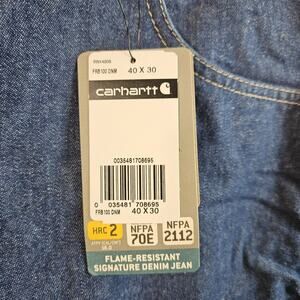 FRB100 DNM 40 X 30
carhartt
0035481708695
0 035481 708695
FRB100 DNM 40 X 30
HRC 2
NFPA 70E
NFPA 2112
FLAME-RESISTANT
SIGNATURE DENIM JEAN